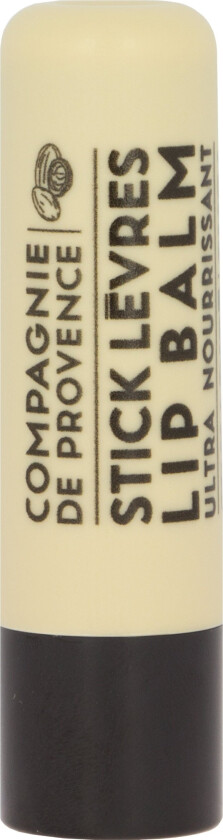 COMPAGNIE
DE PROVENCE
STICK LÈVRES
LIP BALM
ULTRA NOURRISSANT